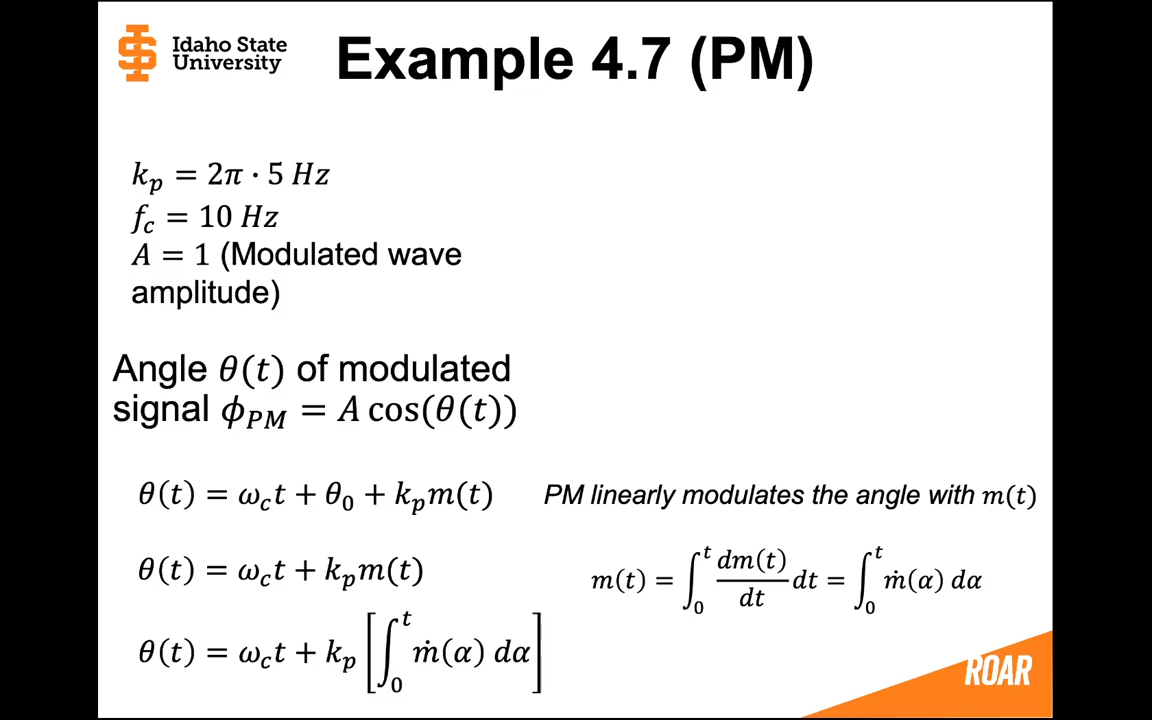 Idaho State
University
Example 4.7 (PM)
k_p = 2π · 5 Hz
f_c = 10 Hz
A = 1 (Modulated wave
amplitude)
Angle θ(t) of modulated
signal ϕ_PM = A cos(θ(t))
θ(t) = ω_c t + θ_0 + k_p m(t)
PM linearly modulates the angle with m(t)
θ(t) = ω_c t + k_p m(t)
m(t) = ∫_0^t dm(t)/dt dt = ∫_0^t ṁ(α) dα
θ(t) = ω_c t + k_p [∫_0^t ṁ(α) dα]
ROAR